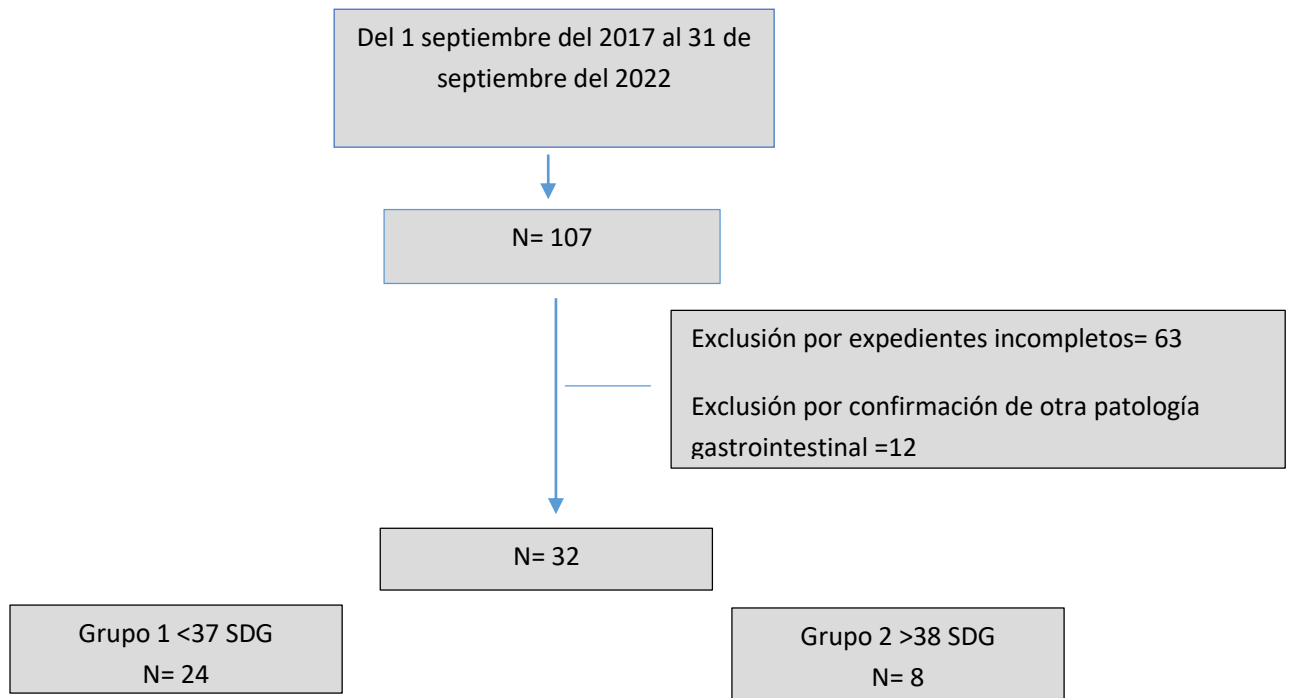 Del 1 septiembre del 2017 al 31 de
septiembre del 2022
N= 107
Exclusión por expedientes incompletos= 63
Exclusión por confirmación de otra patología
gastrointestinal =12
N= 32
Grupo 1 <37 SDG
N= 24
Grupo 2 >38 SDG
N= 8